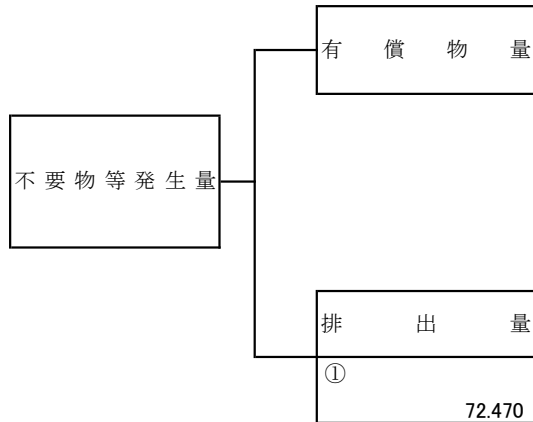 有償物量
不要物等発生量
排出量
①
72.470